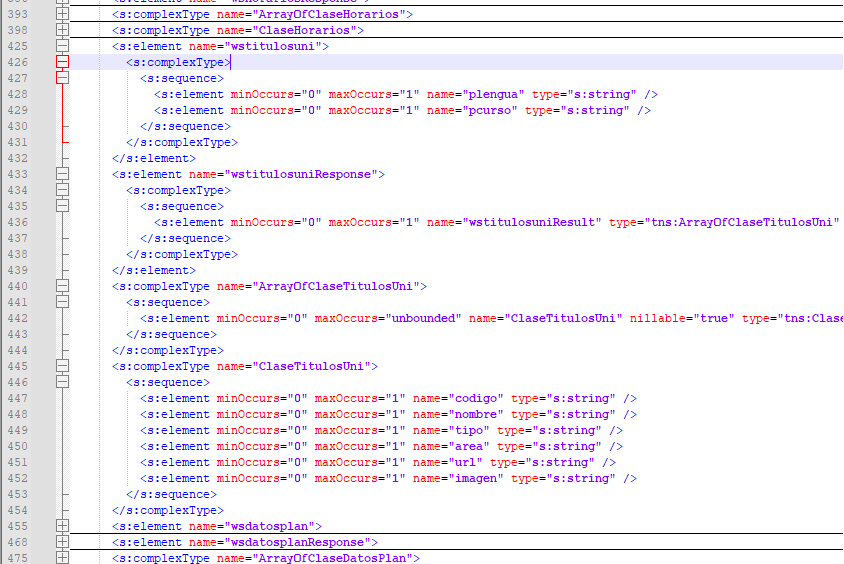 393 <s:complexType name="ArrayOfClaseHorarios">
398 <s:complexType name="ClaseHorarios">
425 <s:element name="wstitulosuni">
426 <s:complexType>
427 <s:sequence>
428 <s:element minOccurs="0" maxOccurs="1" name="plengua" type="s:string" />
429 <s:element minOccurs="0" maxOccurs="1" name="pcurso" type="s:string" />
430 </s:sequence>
431 </s:complexType>
432 </s:element>
433 <s:element name="wstitulosuniResponse">
434 <s:complexType>
435 <s:sequence>
436 <s:element minOccurs="0" maxOccurs="1" name="wstitulosuniResult" type="tns:ArrayOfClaseTitulosUni"
437 </s:sequence>
438 </s:complexType>
439 </s:element>
440 <s:complexType name="ArrayOfClaseTitulosUni">
441 <s:sequence>
442 <s:element minOccurs="0" maxOccurs="unbounded" name="ClaseTitulosUni" nillable="true" type="tns:Clase
443 </s:sequence>
444 </s:complexType>
445 <s:complexType name="ClaseTitulosUni">
446 <s:sequence>
447 <s:element minOccurs="0" maxOccurs="1" name="codigo" type="s:string" />
448 <s:element minOccurs="0" maxOccurs="1" name="nombre" type="s:string" />
449 <s:element minOccurs="0" maxOccurs="1" name="tipo" type="s:string" />
450 <s:element minOccurs="0" maxOccurs="1" name="area" type="s:string" />
451 <s:element minOccurs="0" maxOccurs="1" name="url" type="s:string" />
452 <s:element minOccurs="0" maxOccurs="1" name="imagen" type="s:string" />
453 </s:sequence>
454 </s:complexType>
455 <s:element name="wsdatosplan">
468 <s:element name="wsdatosplanResponse">
475 <s:complexType name="ArrayOfClaseDatosPlan">